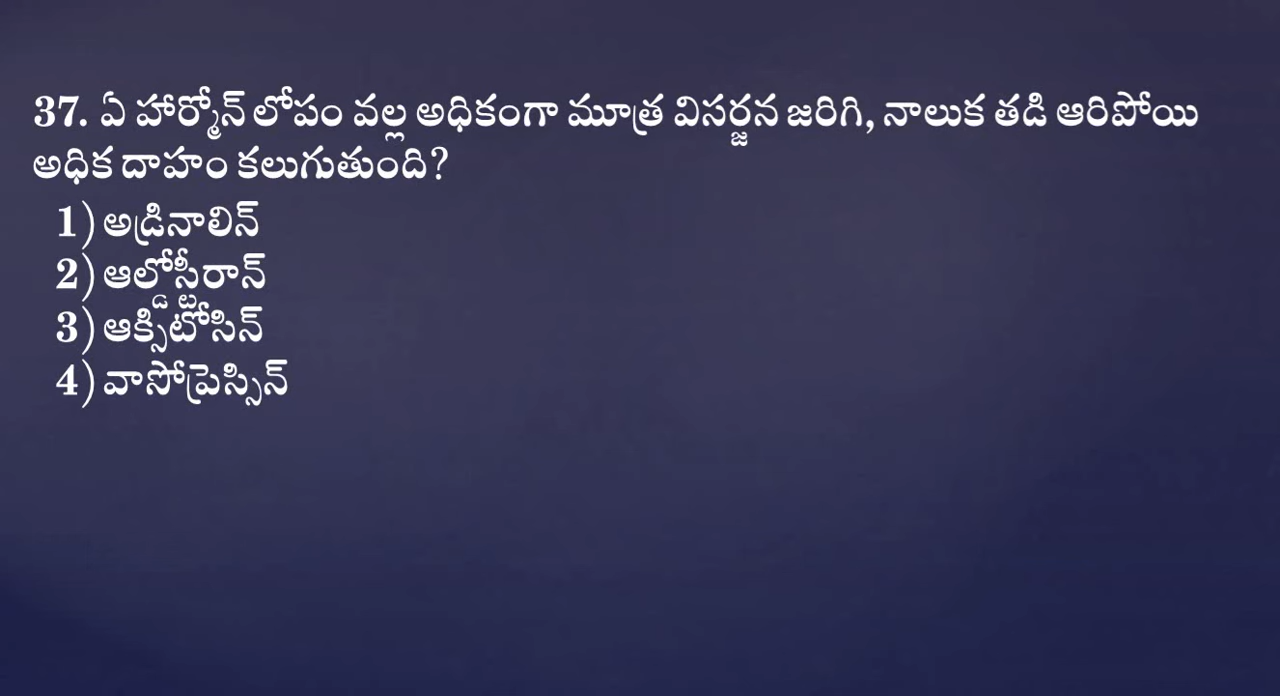 37. ఏ హార్మోన్ లోపం వల్ల అధికంగా మూత్ర విసర్జన జరిగి, నాలుక తడి ఆరిపోయి
అధిక దాహం కలుగుతుంది?
1) అడ్రినాలిన్
2) ఆల్డోస్టీరాన్
3) ఆక్సిటోసిన్
4) వాసోప్రెస్సిన్